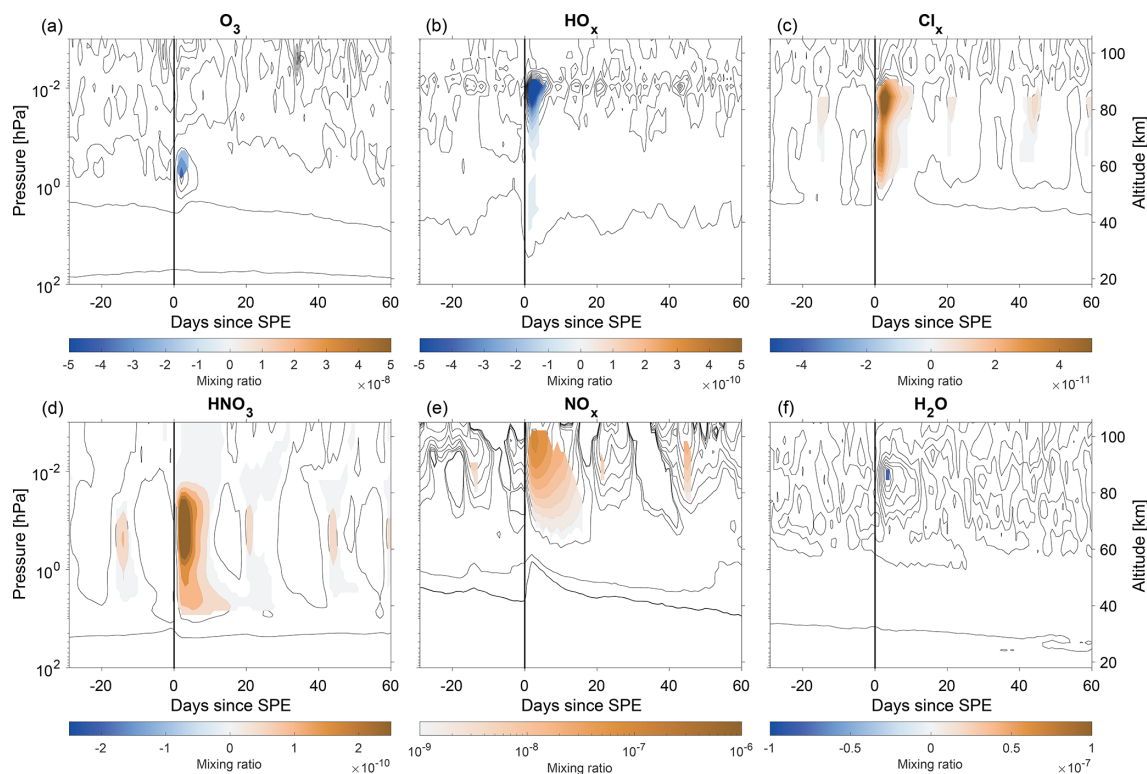 (a) O3 (b) HOx (c) Clx
Pressure [hPa] 10-2 100 102
100 80 60 40 20 Altitude [km]
-20 0 20 40 60 -20 0 20 40 60 -20 0 20 40 60
Days since SPE Days since SPE Days since SPE
-5 -4 -3 -2 -1 0 1 2 3 4 5 -5 -4 -3 -2 -1 0 1 2 3 4 5 -4 -2 0 2 4
Mixing ratio ×10-8 Mixing ratio ×10-10 Mixing ratio ×10-11
(d) HNO3 (e) NOx (f) H2O
Pressure [hPa] 10-2 100 102
100 80 60 40 20 Altitude [km]
-20 0 20 40 60 -20 0 20 40 60 -20 0 20 40 60
Days since SPE Days since SPE Days since SPE
-2 -1 0 1 2 10-9 10-8 10-7 10-6 -1 -0.5 0 0.5 1
Mixing ratio ×10-10 Mixing ratio Mixing ratio ×10-7